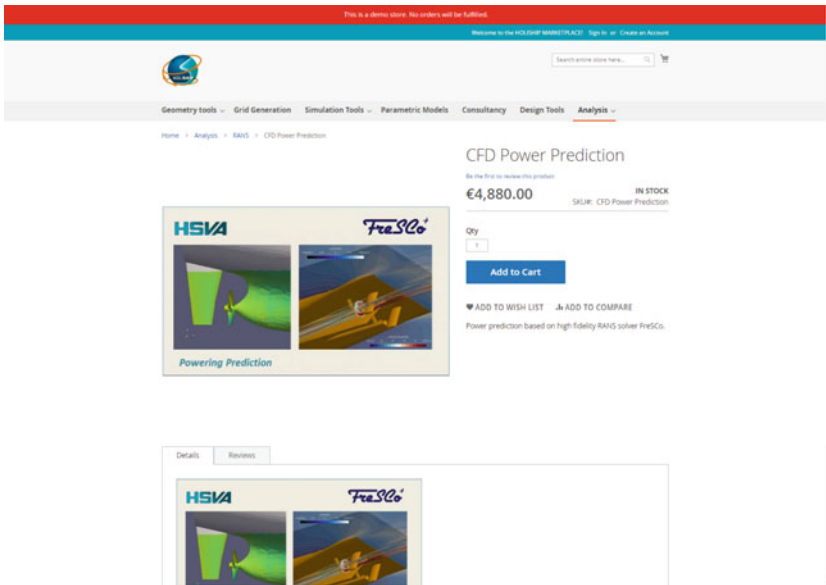 This is a demo store. No orders will be fulfilled.
Welcome to the HOLISHIP MARKETPLACE! Sign In or Create an Account
HOLISHIP
Search entire store here...
Geometry tools Grid Generation Simulation Tools Parametric Models Consultancy Design Tools Analysis
Home > Analysis > RANS > CFD Power Prediction
CFD Power Prediction
Be the first to review this product
€4,880.00
IN STOCK
SKU#: CFD Power Prediction
Qty
1
Add to Cart
ADD TO WISH LIST ADD TO COMPARE
Power prediction based on high fidelity RANS solver FreSCo.
HSVA FreSCo+
Powering Prediction
Details Reviews
HSVA FreSCo+